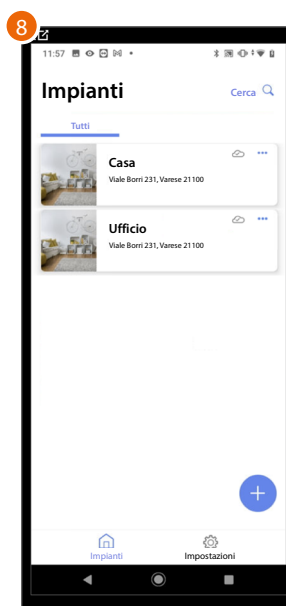 8
11:57
Impianti
Cerca
Tutti
Casa
Viale Borri 231, Varese 21100
Ufficio
Viale Borri 231, Varese 21100
Impianti
Impostazioni